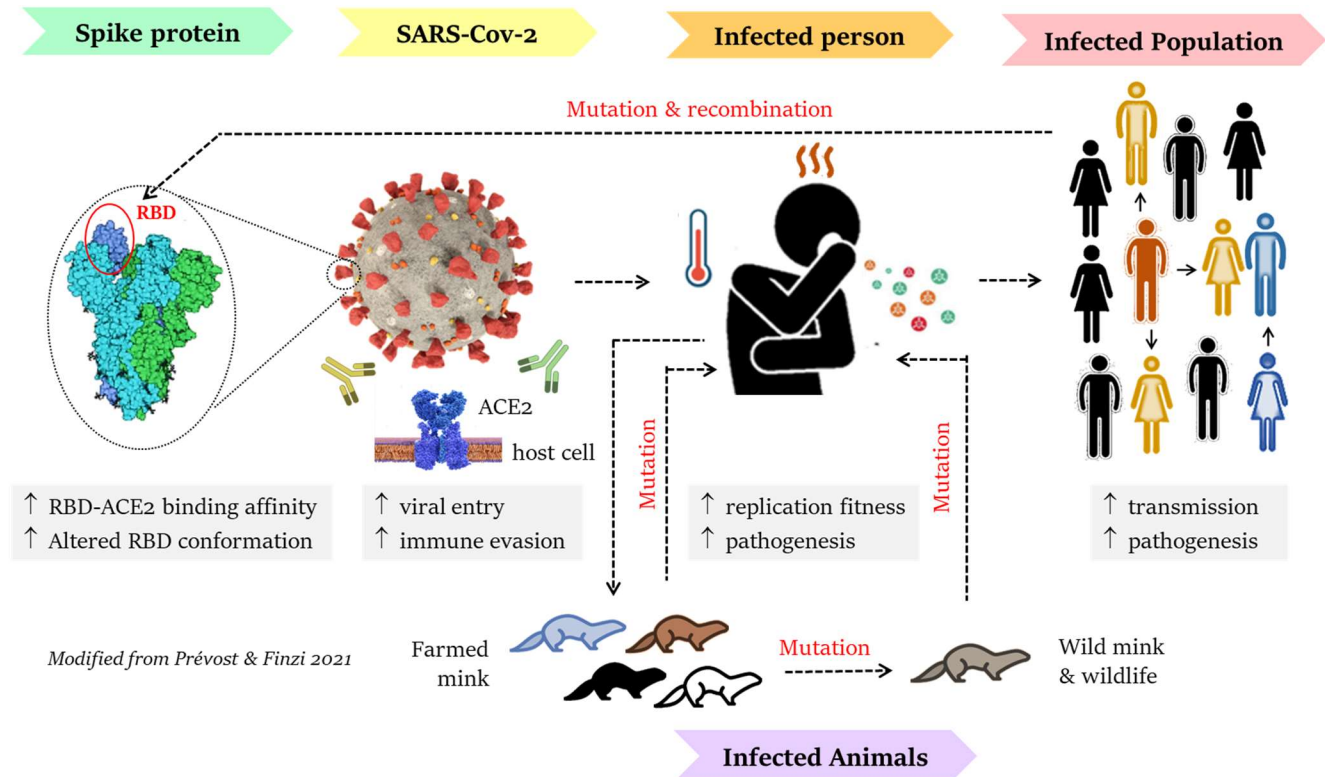 Spike protein
SARS-Cov-2
Infected person
Infected Population
Mutation & recombination
RBD
ACE2
host cell
Mutation
Mutation
↑ RBD-ACE2 binding affinity
↑ Altered RBD conformation
↑ viral entry
↑ immune evasion
↑ replication fitness
↑ pathogenesis
↑ transmission
↑ pathogenesis
Modified from Prévost & Finzi 2021
Farmed
mink
Mutation
Wild mink
& wildlife
Infected Animals